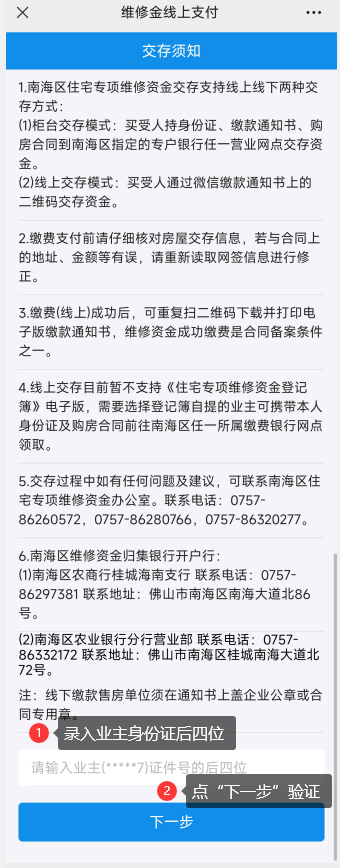 维修金线上支付
交存须知
1.南海区住宅专项维修资金交存支持线上线下两种交
存方式：
(1)柜台交存模式：买受人持身份证、缴款通知书、购
房合同到南海区指定的专户银行任一营业网点交存资
金。
(2)线上交存模式：买受人通过微信缴款通知书上的
二维码交存资金。
2.缴费支付前请仔细核对房屋交存信息，若与合同上
的地址、金额等有误，请重新读取网签信息进行修
正。
3.缴费(线上)成功后，可重复扫二维码下载并打印电
子版缴款通知书，维修资金成功缴费是合同备案条件
之一。
4.线上交存目前暂不支持《住宅专项维修资金登记
簿》电子版，需要选择登记簿自提的业主可携带本人
身份证及购房合同前往南海区任一所属缴费银行网点
领取。
5.交存过程中如有任何问题及建议，可联系南海区住
宅专项维修资金办公室。联系电话：0757-
86260572，0757-86280766，0757-86320277。
6.南海区维修资金归集银行开户行：
(1)南海区农商行桂城海南支行 联系电话：0757-
86297381 联系地址：佛山市南海区南海大道北86
号。
(2)南海区农业银行分行营业部 联系电话：0757-
86332172 联系地址：佛山市南海区桂城南海大道北
72号。
注：线下缴款售房单位须在通知书上盖企业公章或合
同专用章。
1 录入业主身份证后四位
请输入业主(*****7)证件号的后四位
2 点“下一步”验证
下一步